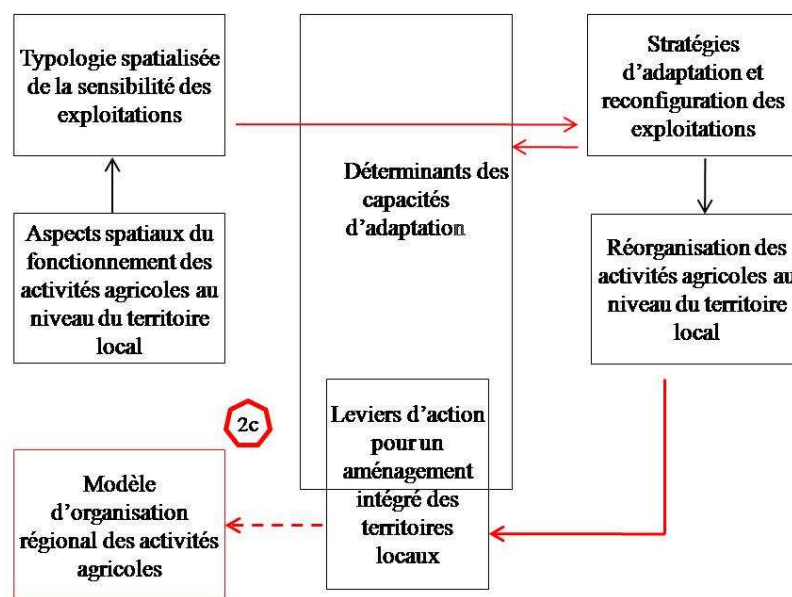 Typologie spatialisée
de la sensibilité des
exploitations
Stratégies
d'adaptation et
reconfiguration des
exploitations
Déterminants des
capacités
d'adaptation
Aspects spatiaux du
fonctionnement des
activités agricoles au
niveau du territoire
local
Réorganisation des
activités agricoles au
niveau du territoire
local
2c
Leviers d'action
pour un
aménagement
intégré des
territoires
locaux
Modèle
d'organisation
régional des activités
agricoles